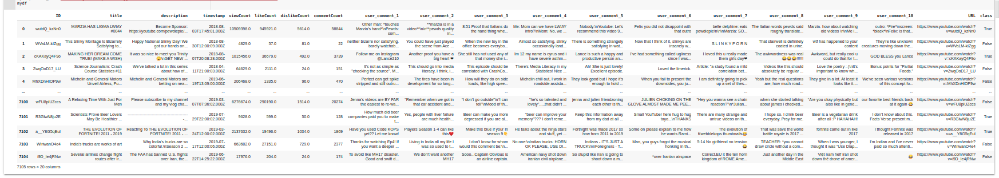 mydf
ID title description timestamp viewCount likeCount dislikeCount commentCount user_comment_1 user_comment_2 user_comment_3 user_comment_4 user_comment_5 user_comment_6 user_comment_7 user_comment_8 user_comment_9 user_comment_10 URL class
0 wutdQ_kzNn0 MARZIA HAS LIGMA LWIAY #0044 Become Sponsor: https://youtube.com/pewdiepie/... 2018-08-03T17:45:01.000Z 10509398.0 945921.0 5614.0 58844 Other man: *touches Marzia's hand*\nPewds: som... **marzia is in a video**\n\n*pewds quality in... 8:51 Proof that Italians do the hand thing whe... Me: Mom can we have LWIAY intro?\nMom: No, we... Nobody:\nYoutube: Let's recommend this video 9... Felix you did not disappoint with that outro belle delphine: eats pewdiepie\n\n\nMarzia: SO... The Italian words pewds said roughly translate... Marzia- how about watching old videos \n\nMe i... outro: *Fire*\nscreen: *black*\nFelix: is that... https://www.youtube.com/watch?v=wutdQ_kzNn0 True
1 WVaLM-kIZgg This Slinky Montage Is Bizarrely Satisfying to... Happy National Slinky Day! We got our hands on... 2018-08-30T12:00:09.000Z 4829.0 57.0 81.0 22 neither bizarre nor satisfying. barely watchab... You could have just played the scene from Ace ... When the new toy in the office becomes everybo... Almost so satisfying, slinky occasionally land... There is something strangely satisfying in wat... Now that I think of it, slinkys are insanely w... S L I N K Y P O R N That stairwell is definitely coated in urine. wtf has happened to your content They're like unknown creatures moving down the... https://www.youtube.com/watch?v=WVaLM-kIZgg False
2 cKAKayQ4F9o MAKING HER DREAM COME TRUE! (MAKE A WISH) It was so nice to meet you Trinity 😀\nGET NEW ... 2018-08-07T20:08:28.000Z 1015456.0 36679.0 492.0 3739 Follow me on Instagram @Lance210 Another proof you have a big heart ❤ She still has not used any of that money she i... Im 12 my name is cyrus and i have severe asthm... Lance is such a happy and productive person an... I've had something called ugliness since I was... I loved this u really made them girls day❤ The awkwardness was real 😂😂😂!!!!!! Awkward, but really cool u could do that for t... GOD BLESS you Lance https://www.youtube.com/watch?v=cKAKayQ4F9o True
3 ZwqOoD17_LU Science Journalism: Crash Course Statistics #11 We've talked a lot in this series about how of... 2018-04-11T21:00:03.000Z 64629.0 2111.0 24.0 151 It's not as simple as "checking the source". M... This should go into media literacy, I think, i... This episode should be correlated with CrashCo... There's Media Literacy in my Statistics! Nice ... Ah! She is just lovely! Excellent episode. Loved the limerick. Article: "a study found a mild correlation bet... Videos like this should absolutely be regular ... Love the poetry :-)\nIt's important to know wh... Bonus points for "Partial Foods." https://www.youtube.com/watch?v=ZwqOoD17_LU False
4 MhXDnHIOP9w Michelin and General Motors Unveil Airless, Pu... Michelin and General Motors are betting on nea... 2019-06-19T13:09:00.000Z 206468.0 1335.0 96.0 470 Perfect can get spike stripped and still outru... The tires have been in development for so long... How will they do on side loads, like high spee... Michelin chill out, I work in roadside assista... They look good but I hope it's enough to hold ... When you fail to present the downsides, you ju... I am definitely going to pick up a set of thes... Yeah but the real questions are; how much road... They give in a lot. At least it looks like it.... We've seen various versions of this concept fo... https://www.youtube.com/watch?v=MhXDnHIOP9w False
... ... ... ... ... ... ... ... ... ... ... ... ... ... ... ... ... ... ... ...
7100 wFU8pIUZccs A Relaxing Time With Just For Men Please subscribe to my channel and my vlog cha... 2019-03-07T07:36:02.000Z 6276674.0 290190.0 1514.0 20274 Jenna's videos are BY FAR the easiest to re-wa... "Remember when we got in that car accident and... "I don't go outside"\n"I can tell"\nMood of th... "he's so talented and lovely".....that didn't ... jenna and julien friendzoning each other is th... JULIEN CHOKING ON THE GLOVE ALMOST MADE ME PEE... "Hey you wanna see a chain reaction?"\n*Julian... when she started talking about james i checked... "Are you okay physically but also like in gene... our favorite best friends back at it again 😂 https://www.youtube.com/watch?v=wFU8pIUZccs True
7101 R3GlwN8ju2E Scientists Prove Beer Lovers May Be Healthier ... ---------------------------------------... 2019-07-29T22:00:02.000Z 9628.0 599.0 50.0 128 How much did beer companies paid you to make t... Yes, people with liver failure are much health... Beer can make you more depressed if you are al... "beer can improve your memory"??? I don't reme... Keep this information away from my dad at all ... Small YouTuber here hug to hug tayo...\nTHANKS There are many strange and untrue videos on th... I hope so. I drink beer everyday. Pray for me. Beer is a vegetarian drink after all :P HAHAHAH! I don't know about this. Facts Verse present m... https://www.youtube.com/watch?v=R3GlwN8ju2E True
7102 a__Y8G5qEuI THE EVOLUTION OF FORTNITE! 2011 - 2019 Reacting To THE EVOLUTION OF FORTNITE! 2011 - ... 2019-03-24T12:00:02.000Z 2137632.0 19496.0 1034.0 1869 Have you used Code KOPS yet?? Let me know! Players Season 1-4 can like this❤ Make this blue if your In season 9👇 He talks about the ninja stars and stuff, yet ... Fortnight was made 2017 so how from 2011 to 2019 Some on please explain to me how he wants Rami... The evolution of Kwebblekops thumbnails😂 That was save the world battle royale is 2017 ... fortnite came out in like 2017 I thought Fortnite was released in 2017 https://www.youtube.com/watch?v=a__Y8G5qEuI True
7103 WiriwanO4e4 India's trucks are works of art Why India's trucks are so colorful.\nSeason 2 ... 2019-07-17T12:00:06.000Z 663682.0 27151.0 729.0 2377 Thanks for watching Ep4! If you want a deeper ... Living in India all my life I was so used to t... I don't know for whom would this comment be:\n... No one:\nIndian trucks: HORN OK PLEASE, USE DI... Indians - IT'S JUST A TRUCK\n\nForeigners - T... Man, you guys forgot the musical honking in th... 5:14 No girlfriend no tension 😂 TEACHER: *you cannot draw circle without a com... When i was younger, I thought it was "Use Diap... I'm Indian and I've never paid so much attenti... https://www.youtube.com/watch?v=WiriwanO4e4 False
7104 i9D_Ie4jRNw Several airlines change flight routes after Ir... The FAA has banned U.S. flights over Iran, the... 2019-06-22T14:25:22.000Z 17976.0 204.0 24.0 174 To avoid like MH17 disaster. Good and swift d... We don't want another MH17 Sooo...Captain Obvious is an airline captain. American navy shot down iranian civil airplane... So stupid like iran is going to shoot down a m... *over Iranian airspace Correct.EU it the ten horn kingdom of ROME.Ame... Just another day in the Middle East Việt nam helf iran shot down thê drone of amer... 😂 https://www.youtube.com/watch?v=i9D_Ie4jRNw False
7105 rows × 20 columns